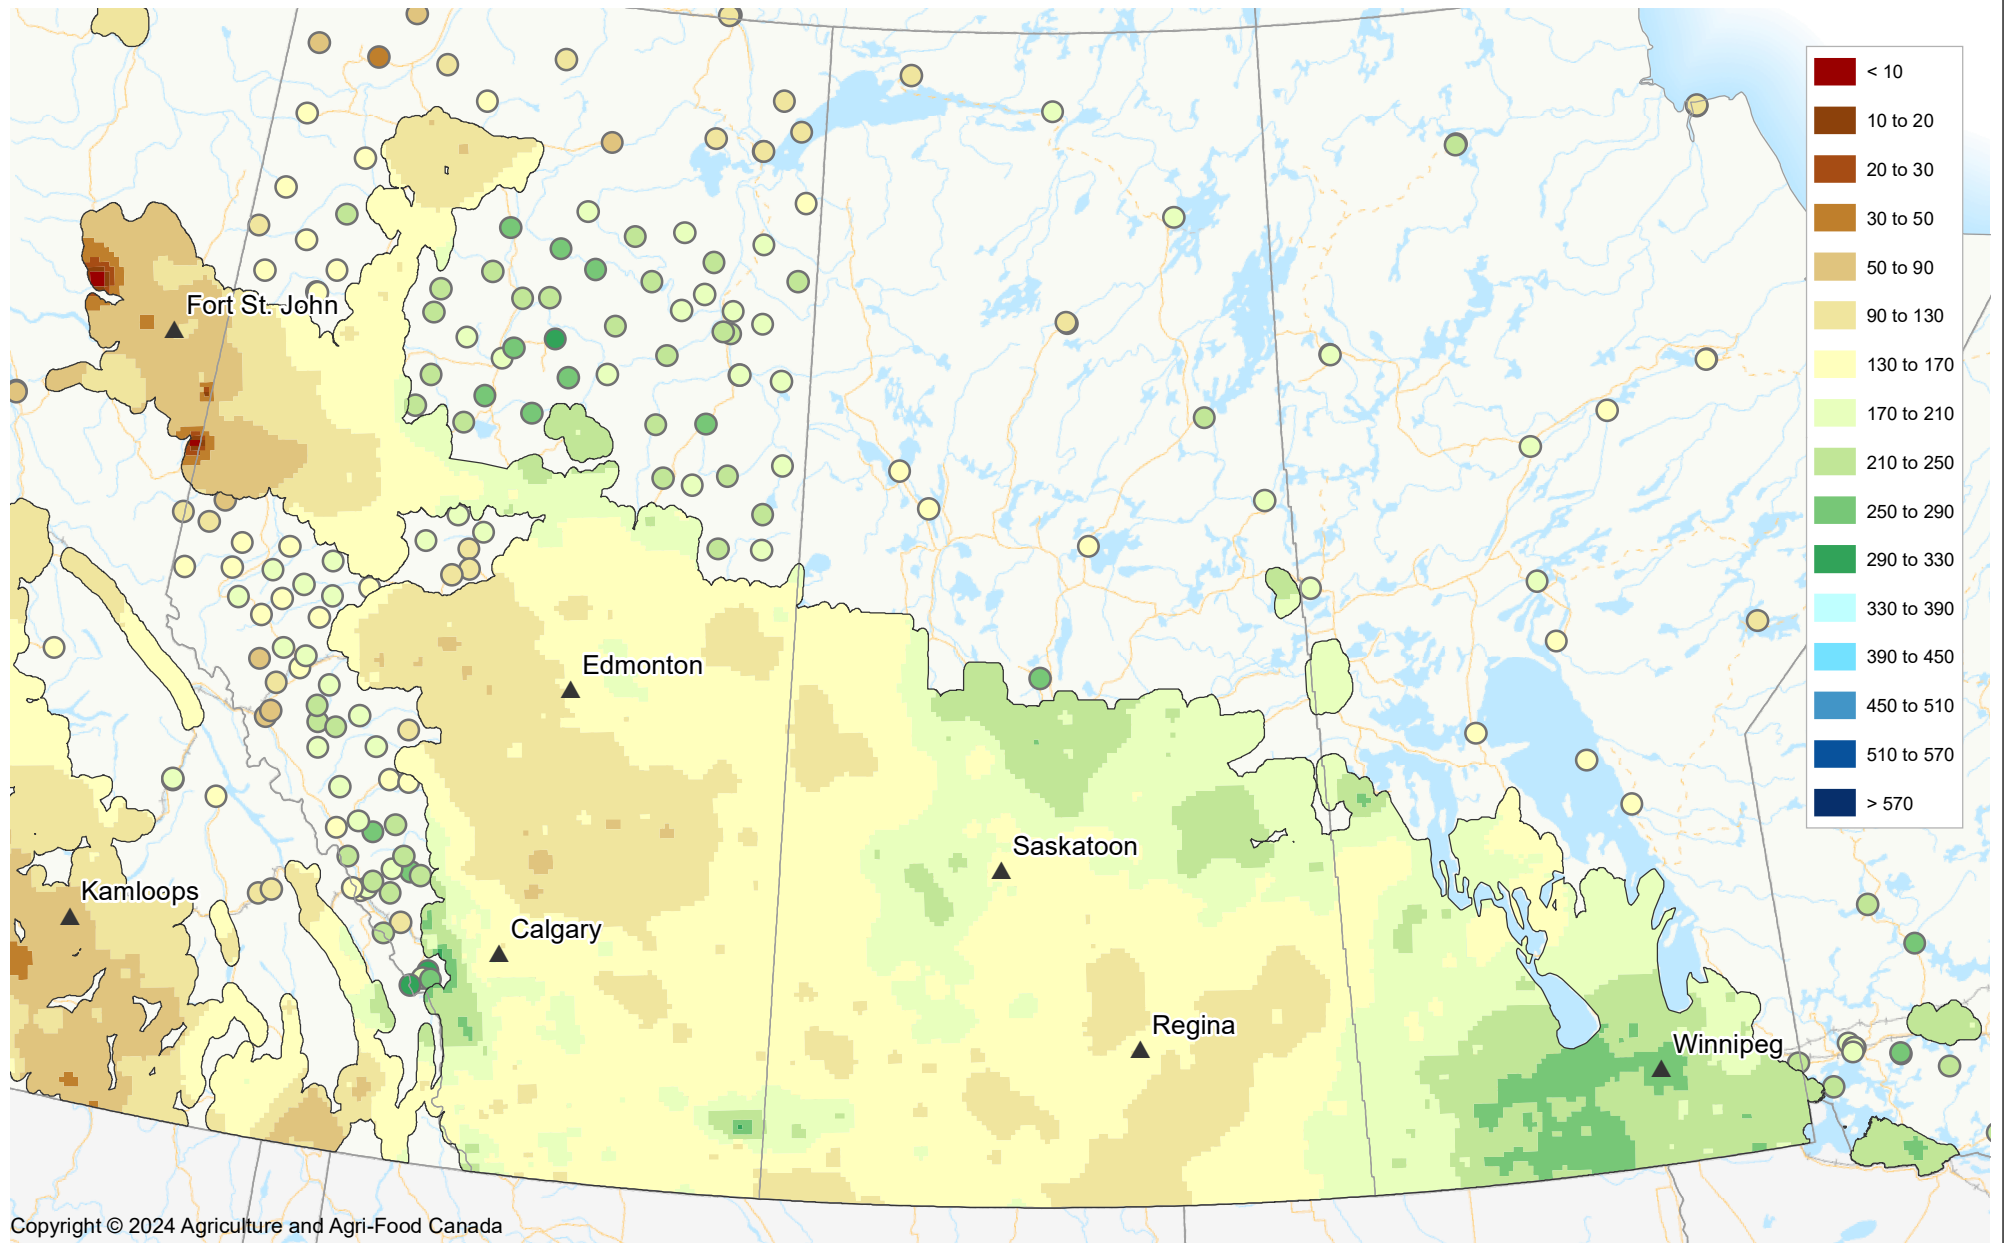 < 10
10 to 20
20 to 30
30 to 50
50 to 90
90 to 130
130 to 170
170 to 210
210 to 250
250 to 290
290 to 330
330 to 390
390 to 450
450 to 510
510 to 570
> 570
Fort St. John
Edmonton
Saskatoon
Kamloops
Calgary
Regina
Winnipeg
Copyright © 2024 Agriculture and Agri-Food Canada